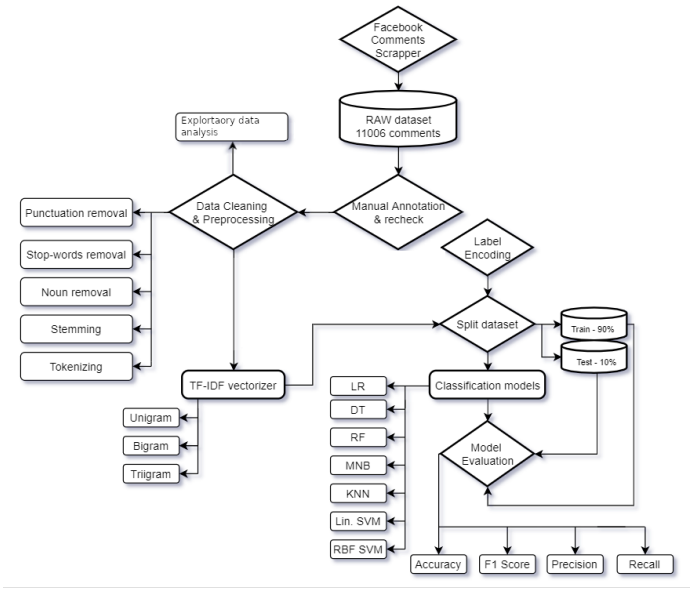 Facebook
Comments
Scrapper
RAW dataset
11006 comments
Explortaory data
analysis
Manual Annotation
& recheck
Data Cleaning
& Preprocessing
Punctuation removal
Stop-words removal
Noun removal
Stemming
Tokenizing
Label
Encoding
Split dataset
Train - 90%
Test - 10%
TF-IDF vectorizer
Unigram
Bigram
Triigram
Classification models
LR
DT
RF
MNB
KNN
Lin. SVM
RBF SVM
Model
Evaluation
Accuracy
F1 Score
Precision
Recall